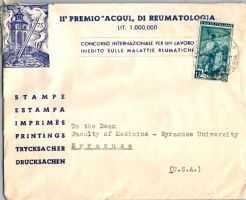 IIº PREMIO "ACQUI, DI REUMATOLOGIA
LIT. 1.000.000
CONCORSO INTERNAZIONALE PER UN LAVORO
INEDITO SULLE MALATTIE REUMATICHE
STAMPE
ESTAMPA
IMPRIMÉS
PRINTINGS
TRYCKSACHER
DRUCKSACHEN
To the Dean
Faculty of Medicine - Syracuse University
Syracuse
(U.S.A.)